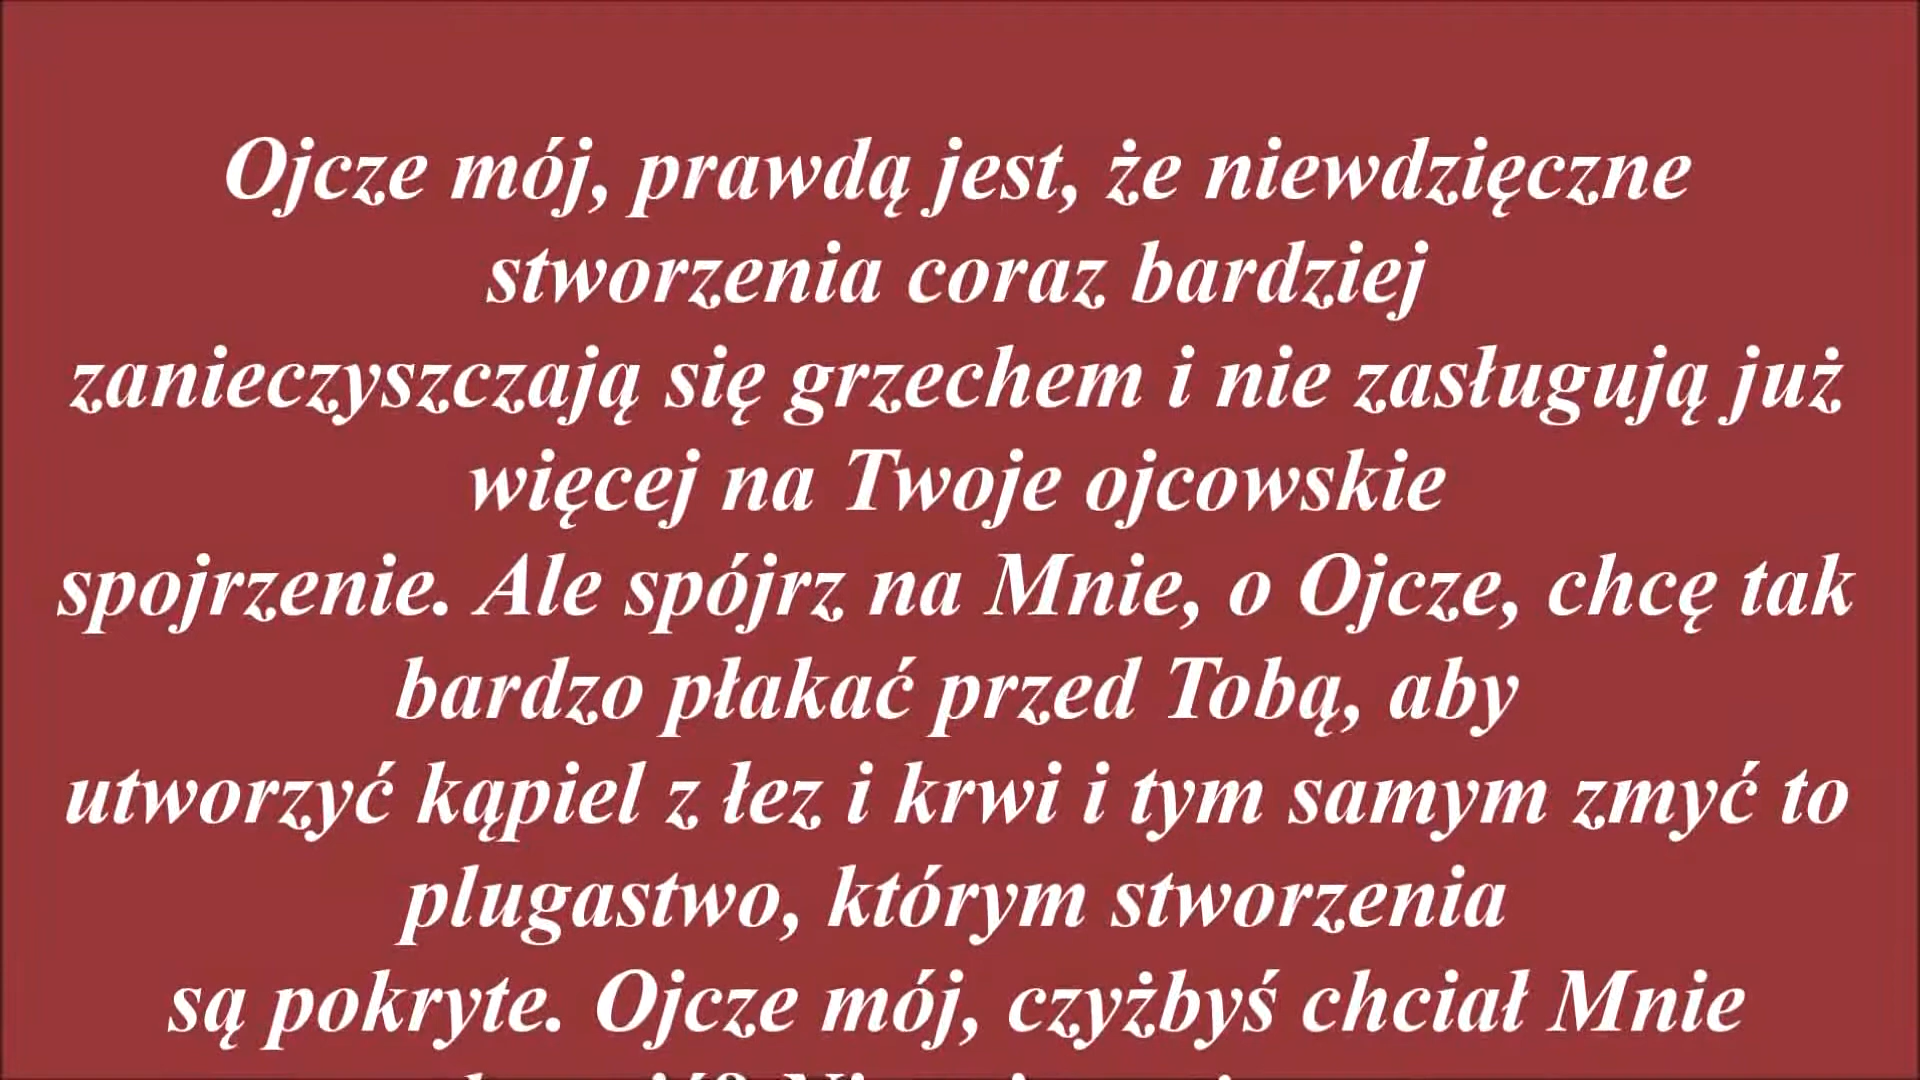 Ojcze mój, prawdą jest, że niewdzięczne
stworzenia coraz bardziej
zanieczyszczają się grzechem i nie zasługują już
więcej na Twoje ojcowskie
spojrzenie. Ale spójrz na Mnie, o Ojcze, chcę tak
bardzo płakać przed Tobą, aby
utworzyć kąpiel z łez i krwi i tym samym zmyć to
plugastwo, którym stworzenia
są pokryte. Ojcze mój, czyżbyś chciał Mnie